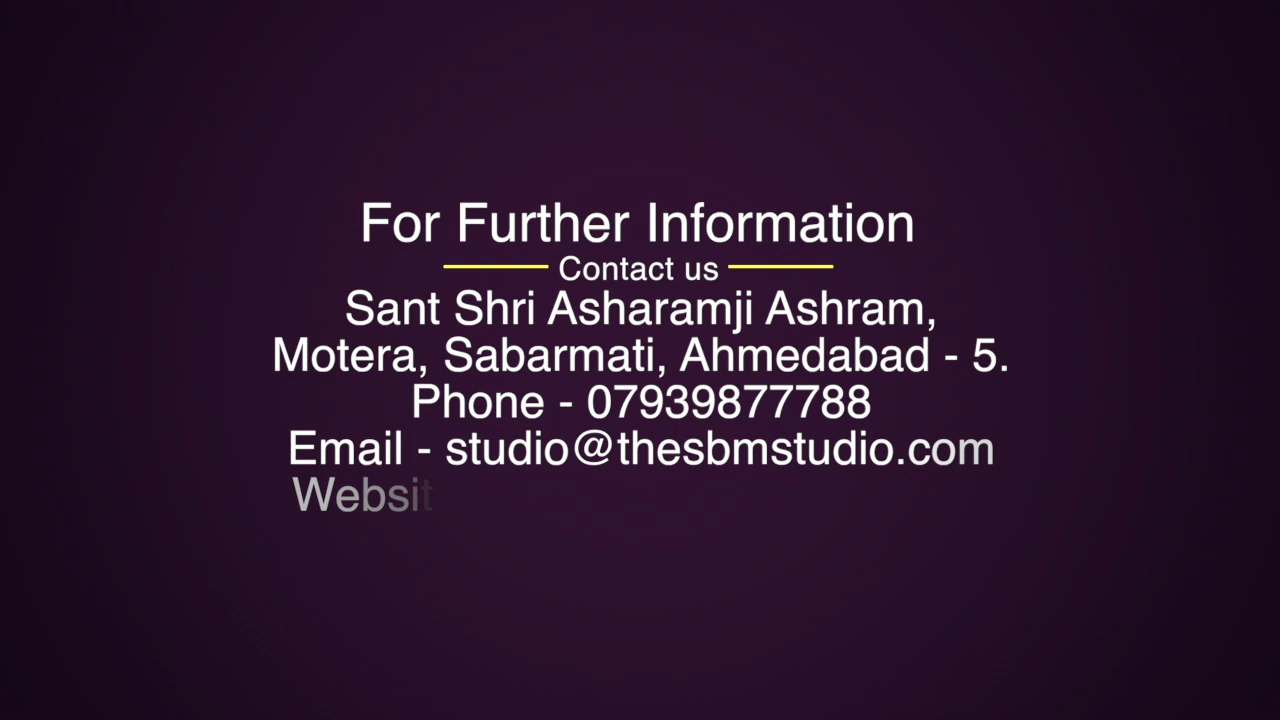 For Further Information
Contact us
Sant Shri Asharamji Ashram,
Motera, Sabarmati, Ahmedabad - 5.
Phone - 07939877788
Email - studio@thesbmstudio.com
Websit